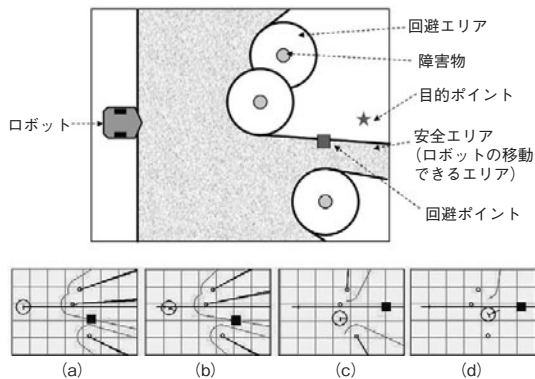 回避エリア
障害物
目的ポイント
ロボット
安全エリア
（ロボットの移動
できるエリア）
回避ポイント
(a)
(b)
(c)
(d)